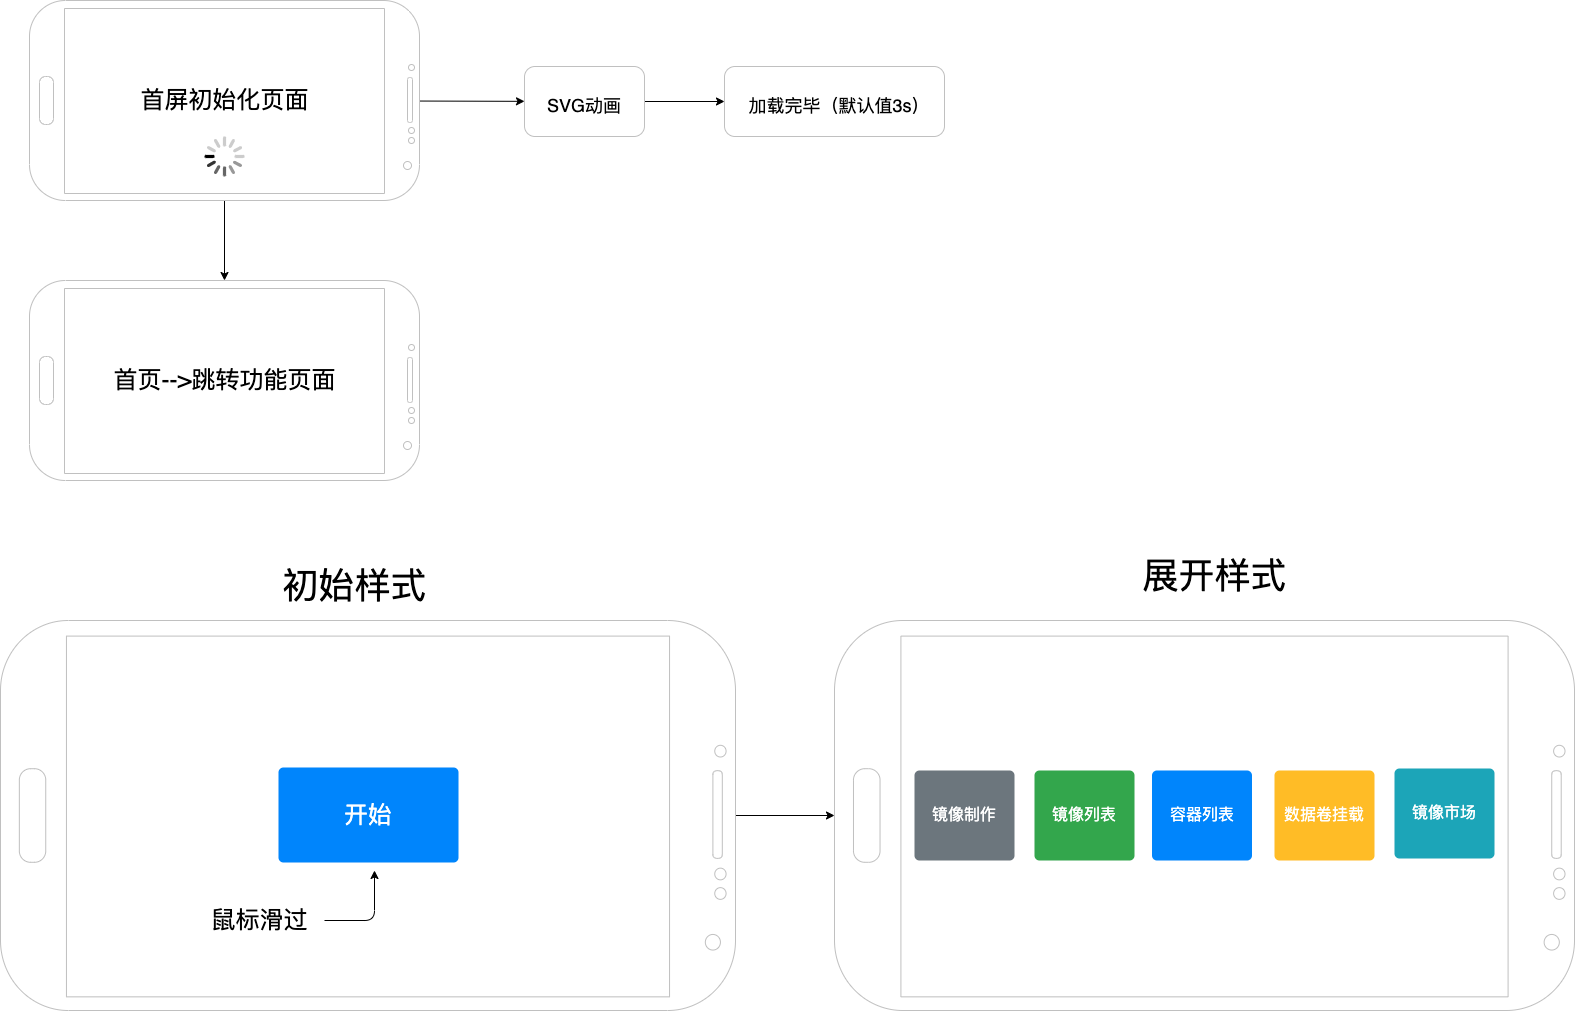 首屏初始化页面
SVG动画
加载完毕（默认值3s）
首页-->跳转功能页面
初始样式
展开样式
开始
鼠标滑过
镜像制作
镜像列表
容器列表
数据卷挂载
镜像市场